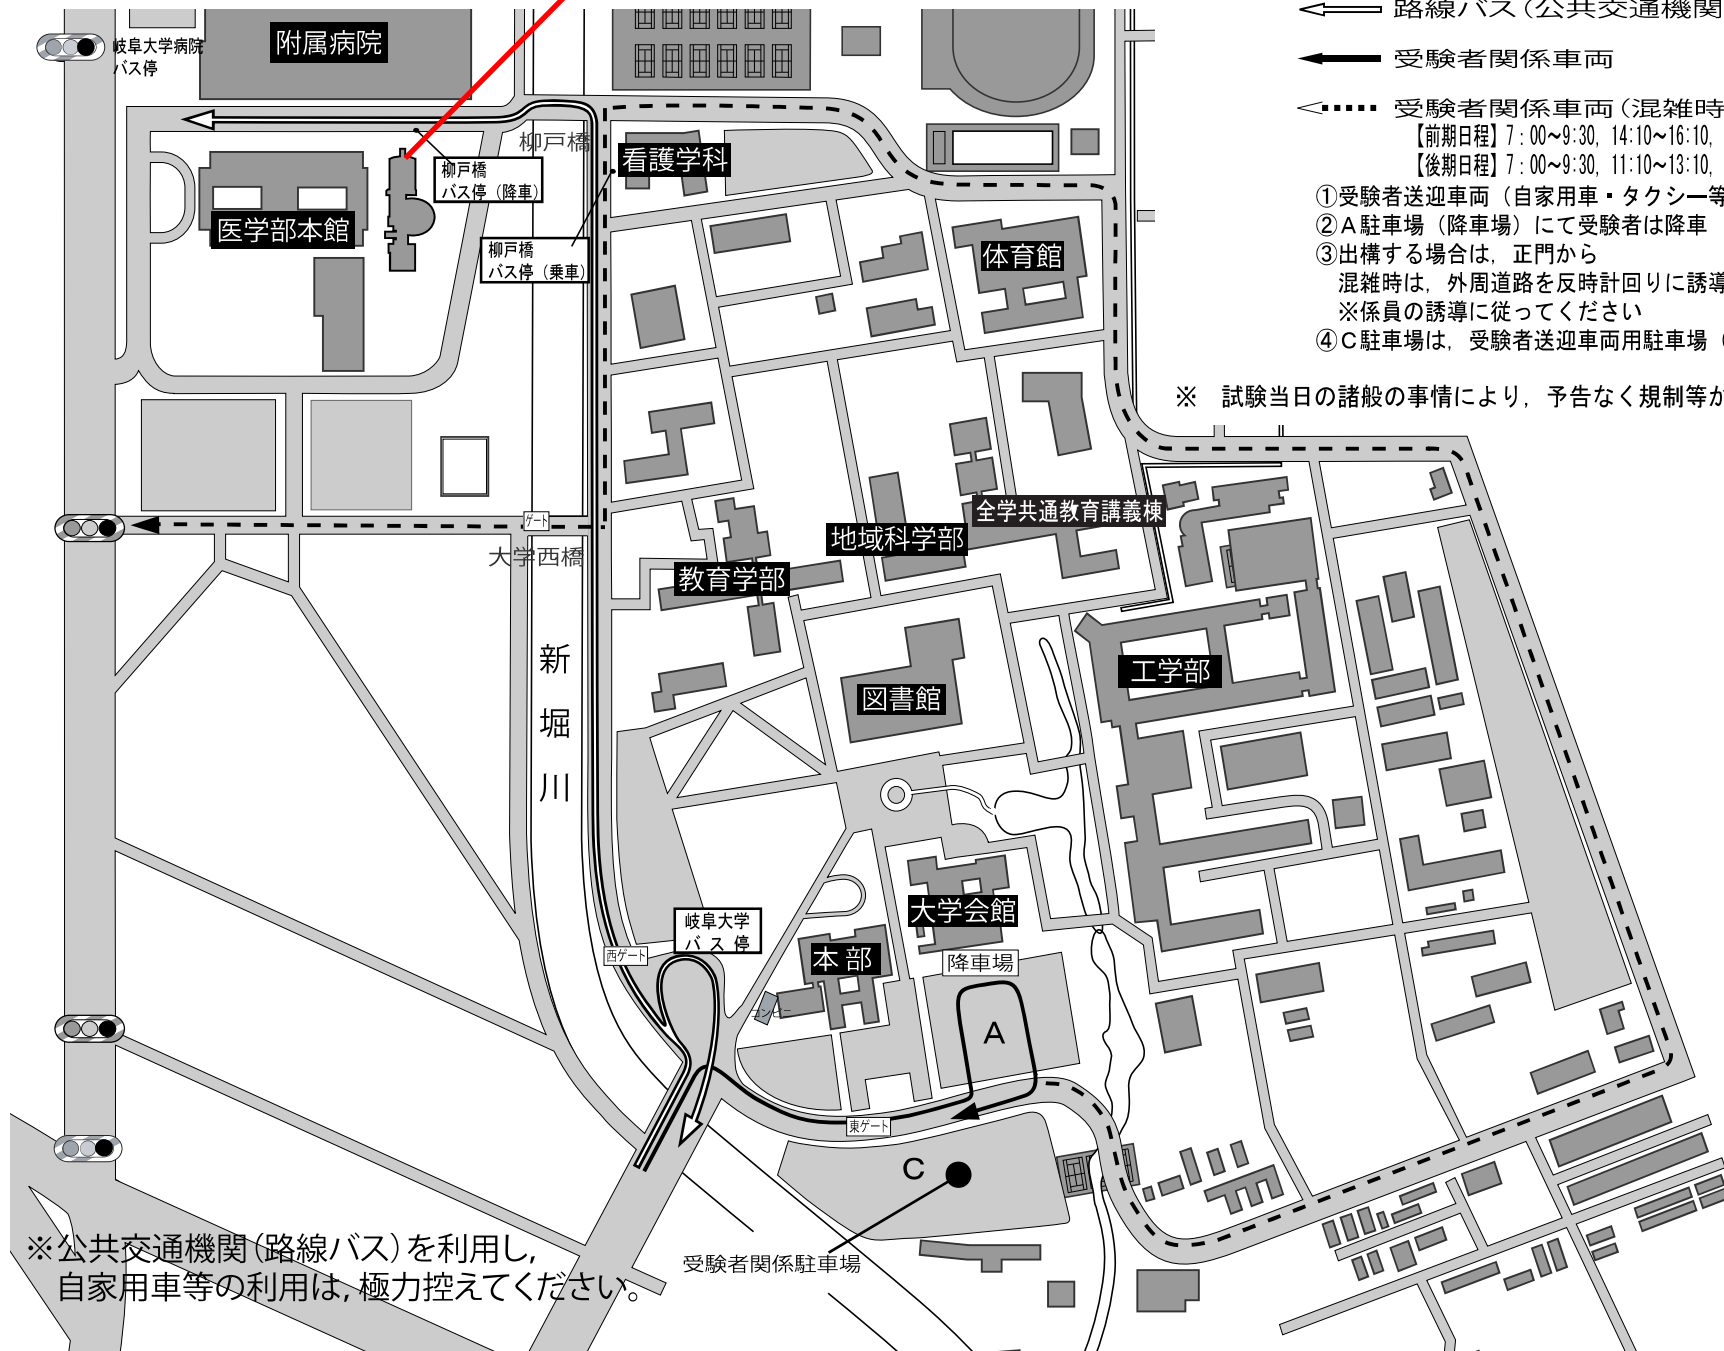 路線バス（公共交通機関
受験者関係車両
受験者関係車両（混雑時
【前期日程】7：00～9：30，14：10～16：10，
【後期日程】7：00～9：30，11：10～13：10，
①受験者送迎車両（自家用車・タクシー等
②Ａ駐車場（降車場）にて受験者は降車
③出構する場合は，正門から
混雑時は，外周道路を反時計回りに誘導
※係員の誘導に従ってください
④Ｃ駐車場は，受験者送迎車両用駐車場（
※　試験当日の諸般の事情により，予告なく規制等が
岐阜大学病院
バス停
附属病院
柳戸橋
柳戸橋
バス停（降車）
看護学科
医学部本館
柳戸橋
バス停（乗車）
体育館
ゲート
大学西橋
全学共通教育講義棟
地域科学部
教育学部
新堀川
図書館
工学部
岐阜大学
バス停
西ゲート
大学会館
本部
降車場
コンビニ
A
東ゲート
C
受験者関係駐車場
※公共交通機関（路線バス）を利用し，
自家用車等の利用は，極力控えてください。